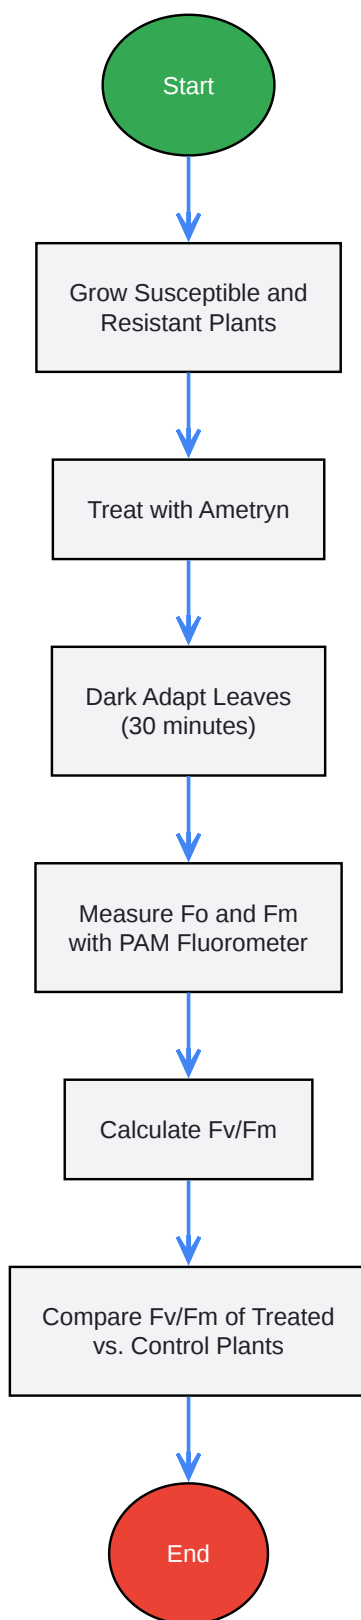 Start
Grow Susceptible and
Resistant Plants
Treat with Ametryn
Dark Adapt Leaves
(30 minutes)
Measure Fo and Fm
with PAM Fluorometer
Calculate Fv/Fm
Compare Fv/Fm of Treated
vs. Control Plants
End